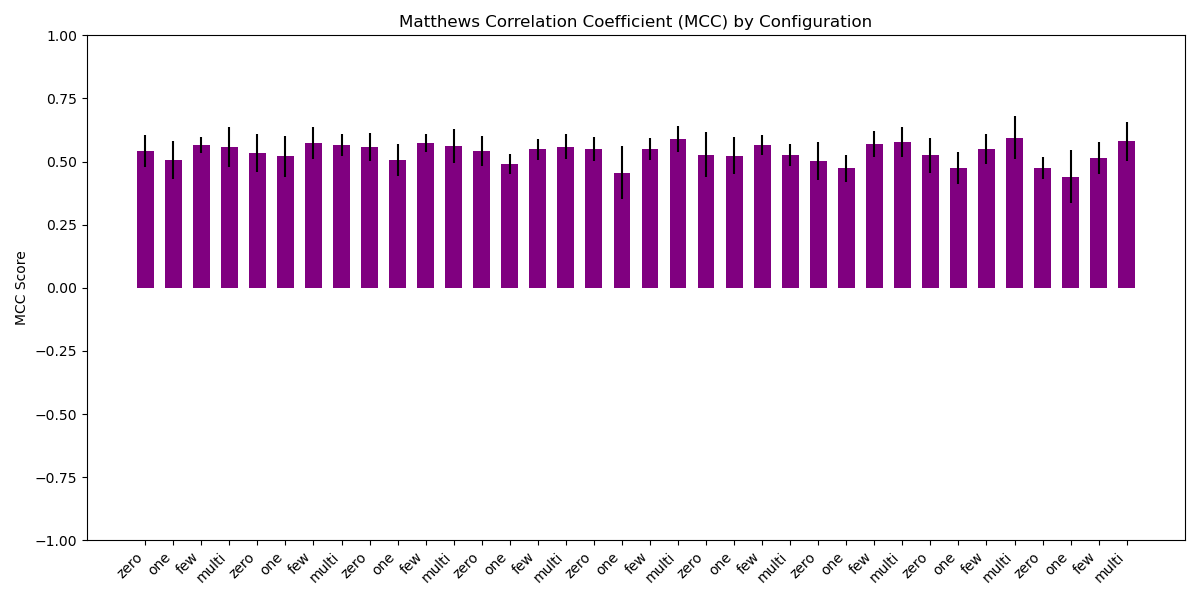 Matthews Correlation Coefficient (MCC) by Configuration
MCC Score
1.00
0.75
0.50
0.25
0.00
−0.25
−0.50
−0.75
−1.00
zero
one
few
multi
zero
one
few
multi
zero
one
few
multi
zero
one
few
multi
zero
one
few
multi
zero
one
few
multi
zero
one
few
multi
zero
one
few
multi
zero
one
few
multi